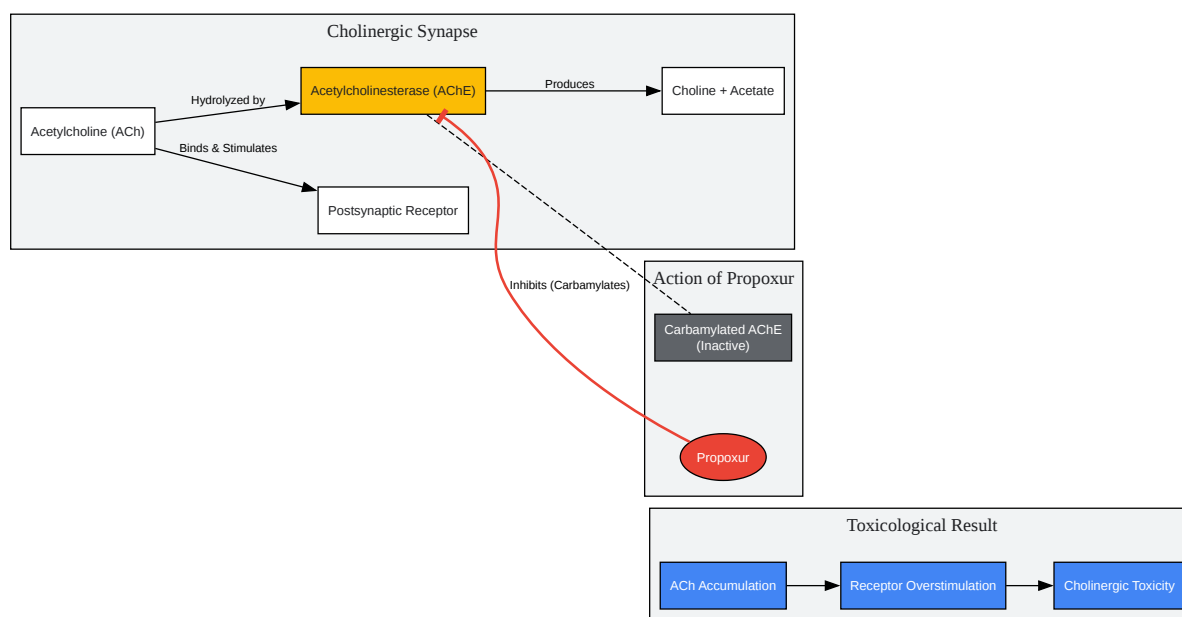 Cholinergic Synapse
Acetylcholinesterase (AChE)
Produces
Choline + Acetate
Hydrolyzed by
Acetylcholine (ACh)
Binds & Stimulates
Postsynaptic Receptor
Action of Propoxur
Inhibits (Carbamylates)
Carbamylated AChE
(Inactive)
Propoxur
Toxicological Result
ACh Accumulation
Receptor Overstimulation
Cholinergic Toxicity